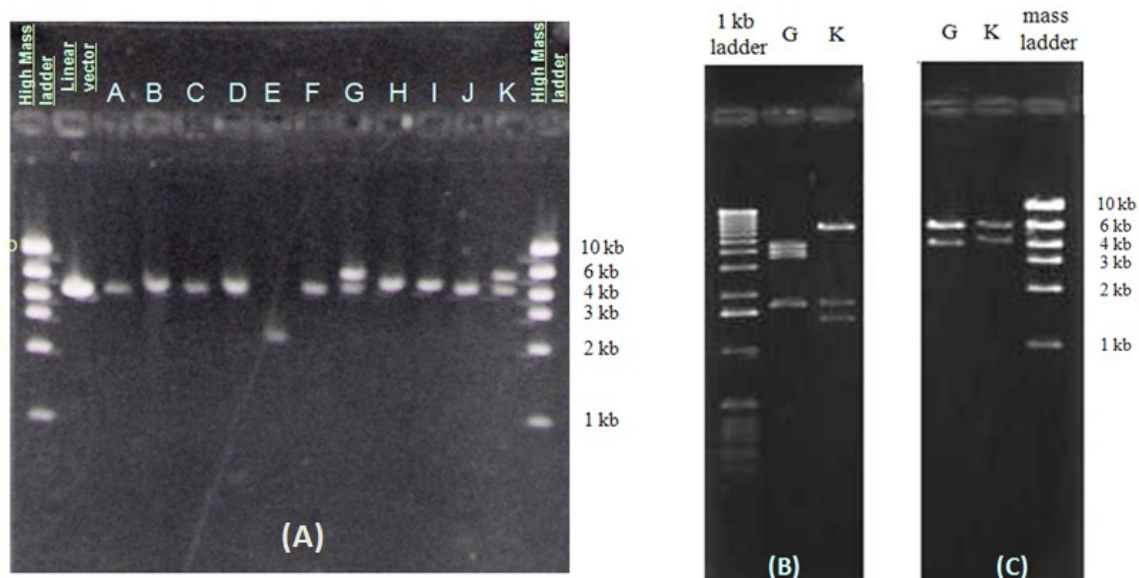 High Mass
ladder
Linear
vector
A B C D E F G H I J K
High Mass
ladder
10 kb
6 kb
4 kb
3 kb
2 kb
1 kb
(A)
1 kb
ladder
G K
(B)
G K
mass
ladder
10 kb
6 kb
4 kb
3 kb
2 kb
1 kb
(C)